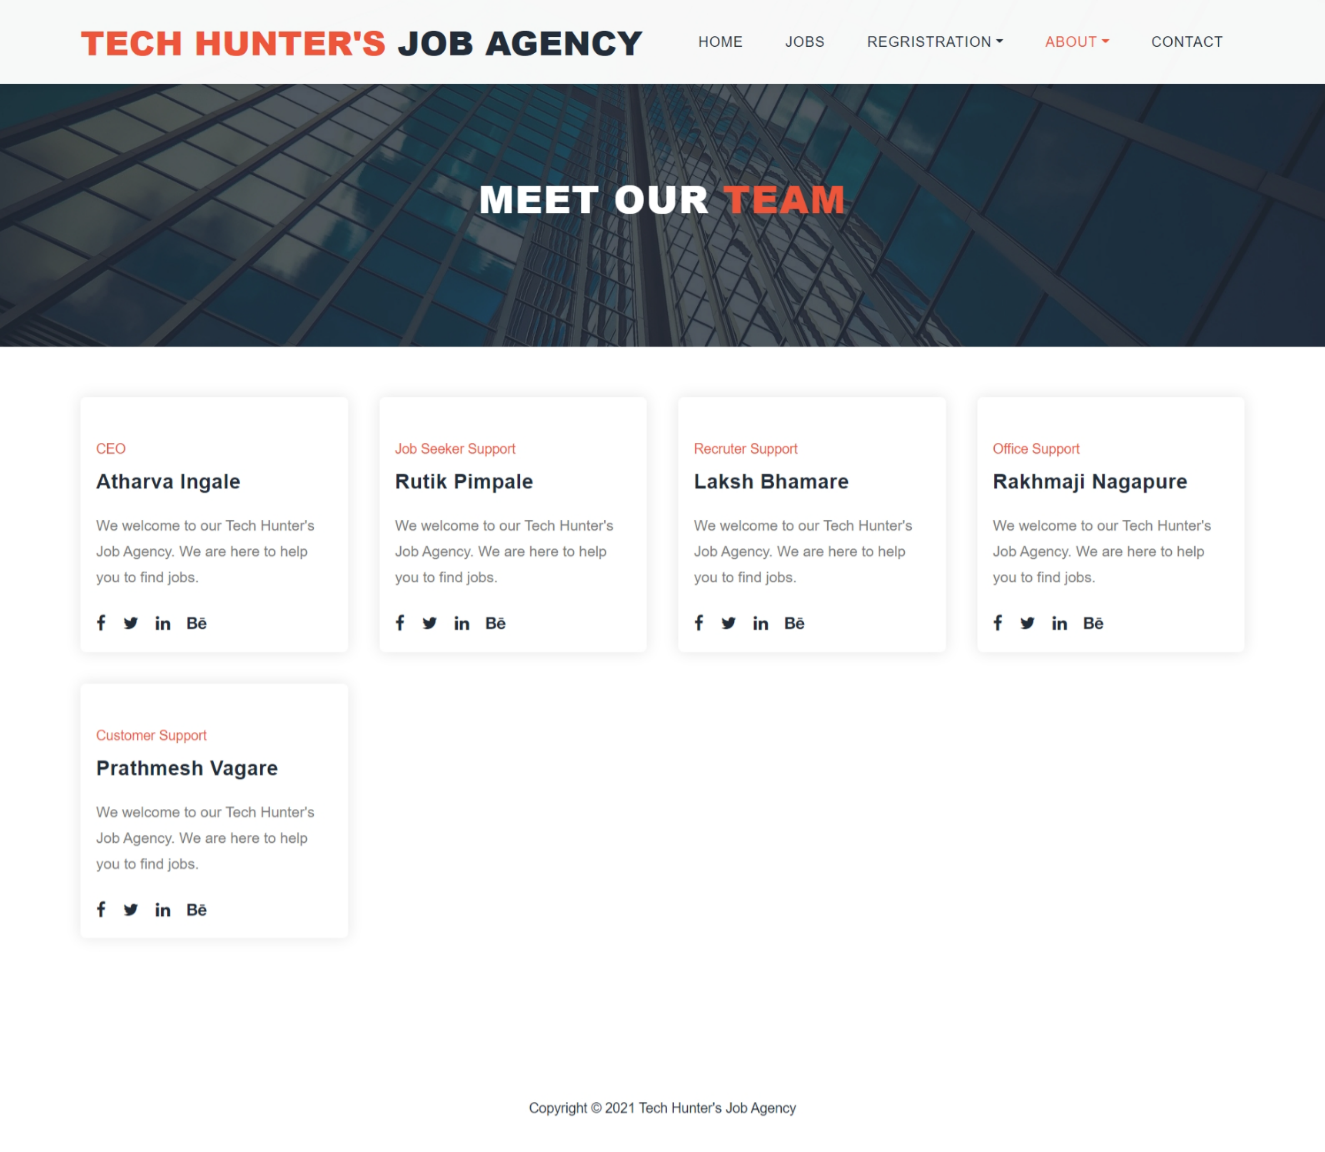 TECH HUNTER'S JOB AGENCY
HOME
JOBS
REGRISTRATION
ABOUT
CONTACT
MEET OUR TEAM
CEO
Atharva Ingale
We welcome to our Tech Hunter's
Job Agency. We are here to help
you to find jobs.
Bē
Job Seeker Support
Rutik Pimpale
We welcome to our Tech Hunter's
Job Agency. We are here to help
you to find jobs.
Bē
Recruter Support
Laksh Bhamare
We welcome to our Tech Hunter's
Job Agency. We are here to help
you to find jobs.
Bē
Office Support
Rakhmaji Nagapure
We welcome to our Tech Hunter's
Job Agency. We are here to help
you to find jobs.
Bē
Customer Support
Prathmesh Vagare
We welcome to our Tech Hunter's
Job Agency. We are here to help
you to find jobs.
Bē
Copyright © 2021 Tech Hunter's Job Agency